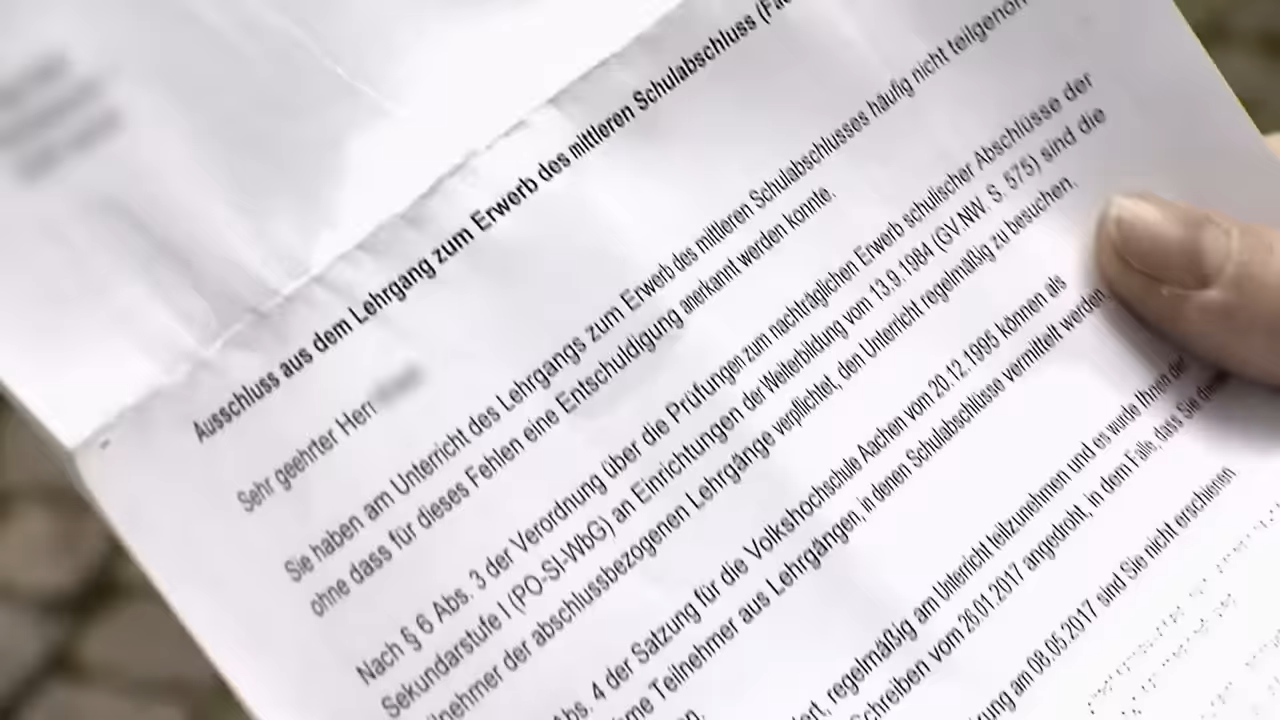 Ausschluss aus dem Lehrgang zum Erwerb des mittleren Schulabschluss
Sehr geehrter Herr
Sie haben am Unterricht des Lehrgangs zum Erwerb des mittleren Schulabschlusses häufig nicht
ohne dass für dieses Fehlen eine Entschuldigung anerkannt werden konnte.
Nach § 6 Abs. 3 der Verordnung über die Prüfungen zum nachträglichen Erwerb schulischer Abschlüsse der
Sekundarstufe I (PO-SI-WbG) an Einrichtungen der Weiterbildung vom 13.9.1984 (GV.NW. S. 575) sind die
der abschlussbezogenen Lehrgänge verpflichtet, den Unterricht regelmäßig zu besuchen.
Abs. 4 der Satzung für die Volkshochschule Aachen vom 20.12.1995 können als
Teilnehmer aus Lehrgängen, in denen Schulabschlüsse vermittelt werden,
regelmäßig am Unterricht teilzunehmen und es wurde Ihnen
vom 26.01.2017 angedroht, in dem Falle, dass Sie
am 08.05.2017 sind Sie nicht erschienen